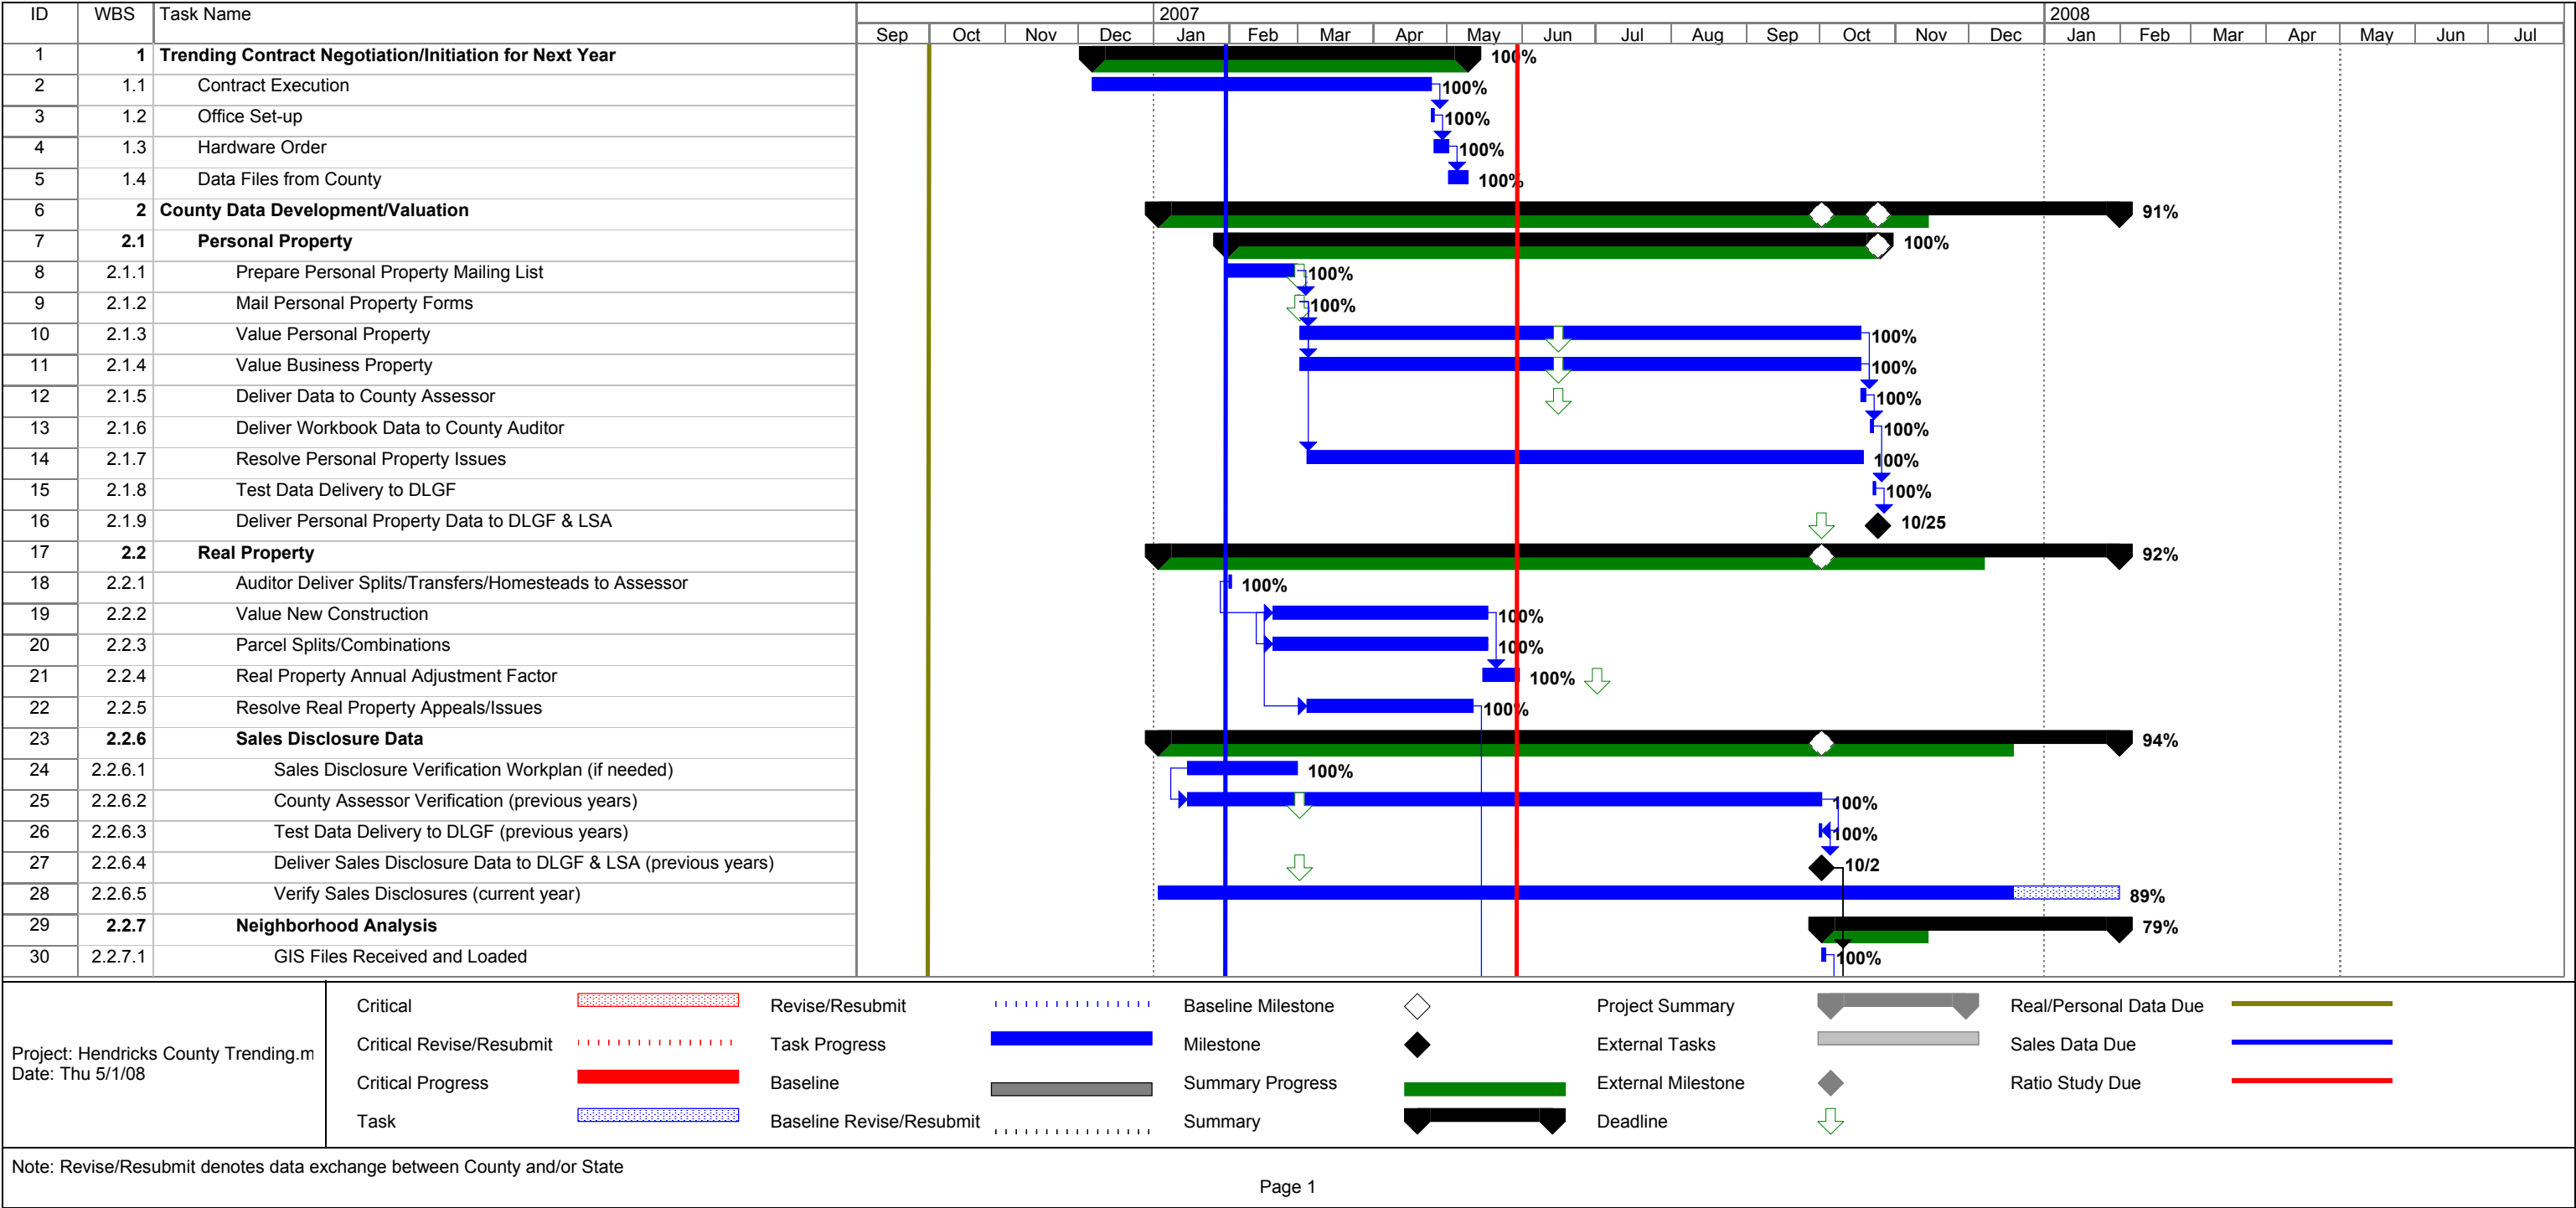 ID WBS Task Name 2007 2008
Sep Oct Nov Dec Jan Feb Mar Apr May Jun Jul Aug Sep Oct Nov Dec Jan Feb Mar Apr May Jun Jul
1 1 Trending Contract Negotiation/Initiation for Next Year 100%
2 1.1 Contract Execution 100%
3 1.2 Office Set-up 100%
4 1.3 Hardware Order 100%
5 1.4 Data Files from County 100%
6 2 County Data Development/Valuation 91%
7 2.1 Personal Property 100%
8 2.1.1 Prepare Personal Property Mailing List 100%
9 2.1.2 Mail Personal Property Forms 100%
10 2.1.3 Value Personal Property 100%
11 2.1.4 Value Business Property 100%
12 2.1.5 Deliver Data to County Assessor 100%
13 2.1.6 Deliver Workbook Data to County Auditor 100%
14 2.1.7 Resolve Personal Property Issues 100%
15 2.1.8 Test Data Delivery to DLGF 100%
16 2.1.9 Deliver Personal Property Data to DLGF & LSA 10/25
17 2.2 Real Property 92%
18 2.2.1 Auditor Deliver Splits/Transfers/Homesteads to Assessor 100%
19 2.2.2 Value New Construction 100%
20 2.2.3 Parcel Splits/Combinations 100%
21 2.2.4 Real Property Annual Adjustment Factor 100%
22 2.2.5 Resolve Real Property Appeals/Issues 100%
23 2.2.6 Sales Disclosure Data 94%
24 2.2.6.1 Sales Disclosure Verification Workplan (if needed) 100%
25 2.2.6.2 County Assessor Verification (previous years) 100%
26 2.2.6.3 Test Data Delivery to DLGF (previous years) 100%
27 2.2.6.4 Deliver Sales Disclosure Data to DLGF & LSA (previous years) 10/2
28 2.2.6.5 Verify Sales Disclosures (current year) 89%
29 2.2.7 Neighborhood Analysis 79%
30 2.2.7.1 GIS Files Received and Loaded 100%
Project: Hendricks County Trending.m
Date: Thu 5/1/08
Critical
Critical Revise/Resubmit
Critical Progress
Task
Revise/Resubmit
Task Progress
Baseline
Baseline Revise/Resubmit
Baseline Milestone
Milestone
Summary Progress
Summary
Project Summary
External Tasks
External Milestone
Deadline
Real/Personal Data Due
Sales Data Due
Ratio Study Due
Note: Revise/Resubmit denotes data exchange between County and/or State
Page 1